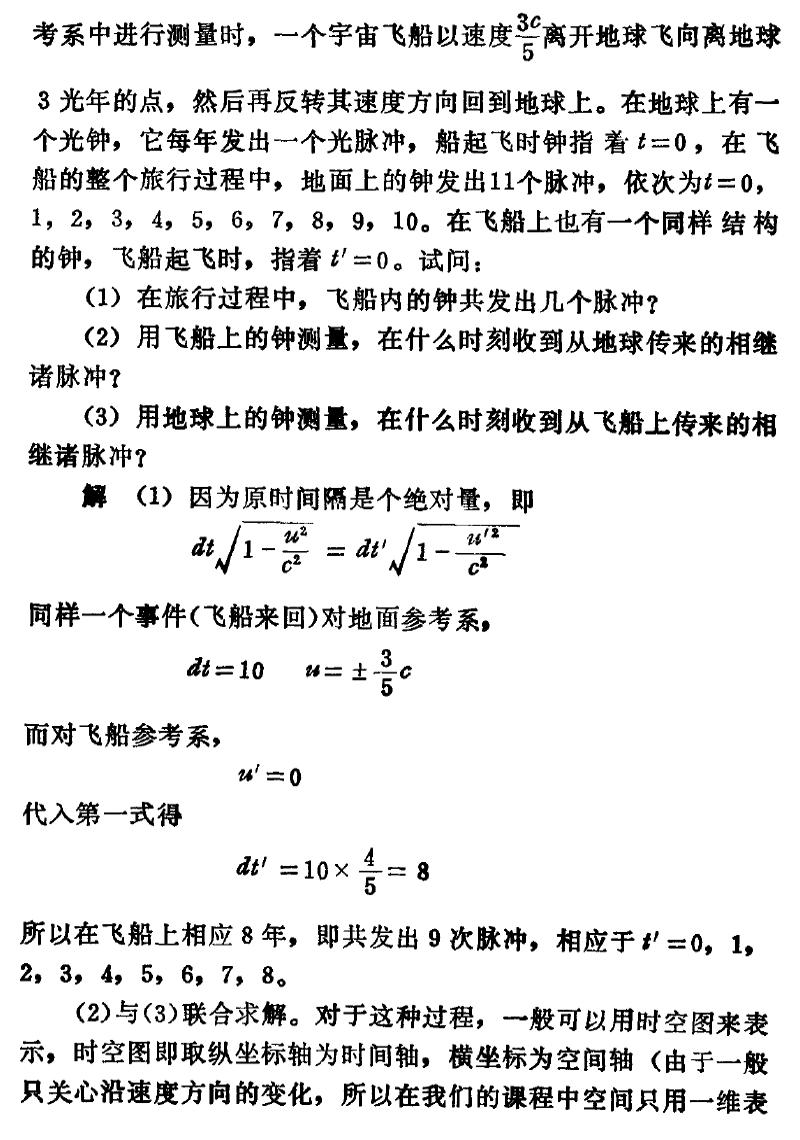 考系中进行测量时，一个宇宙飞船以速度3c/5离开地球飞向离地球
3光年的点，然后再反转其速度方向回到地球上。在地球上有一
个光钟，它每年发出一个光脉冲，船起飞时钟指着t=0，在飞
船的整个旅行过程中，地面上的钟发出11个脉冲，依次为t=0，
1，2，3，4，5，6，7，8，9，10。在飞船上也有一个同样结构
的钟，飞船起飞时，指着t′=0。试问：
（1）在旅行过程中，飞船内的钟共发出几个脉冲？
（2）用飞船上的钟测量，在什么时刻收到从地球传来的相继
诸脉冲？
（3）用地球上的钟测量，在什么时刻收到从飞船上传来的相
继诸脉冲？
解 （1）因为原时间隔是个绝对量，即
dt√(1-u²/c²) = dt′√(1-u′²/c²)
同样一个事件(飞船来回)对地面参考系，
dt=10 u=±3/5c
而对飞船参考系，
u′=0
代入第一式得
dt′=10×4/5=8
所以在飞船上相应8年，即共发出9次脉冲，相应于t′=0，1，
2，3，4，5，6，7，8。
（2）与（3）联合求解。对于这种过程，一般可以用时空图来表
示，时空图即取纵坐标轴为时间轴，横坐标为空间轴（由于一般
只关心沿速度方向的变化，所以在我们的课程中空间只用一维表